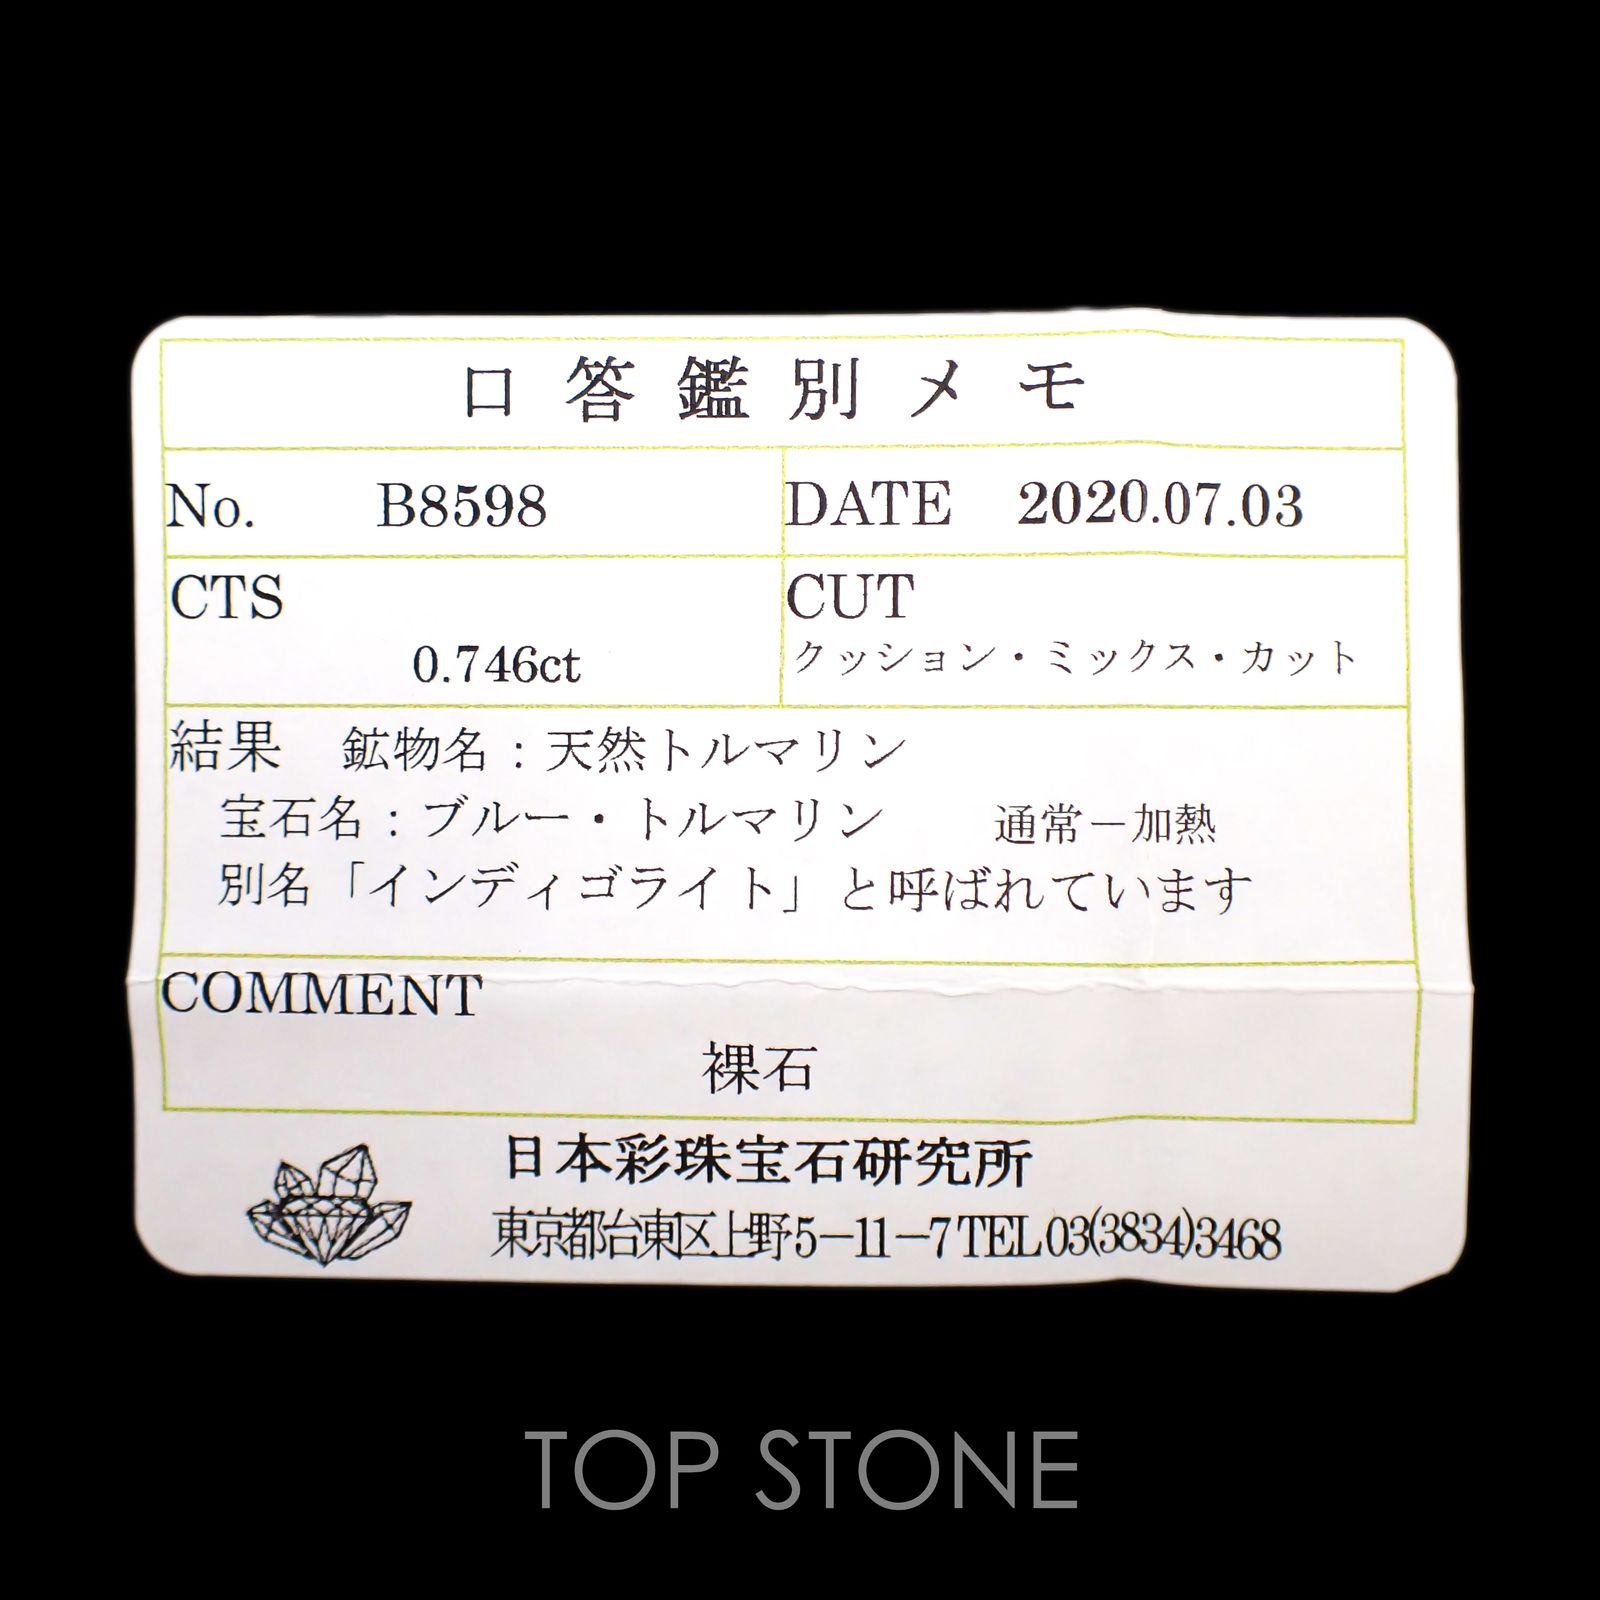 口答鑑別メモ
No. B8598 DATE 2020.07.03
CTS CUT
0.746ct クッション・ミックス・カット
結果 鉱物名：天然トルマリン
宝石名：ブルー・トルマリン 通常－加熱
別名「インディゴライト」と呼ばれています
COMMENT
裸石
日本彩珠宝石研究所
東京都台東区上野5－11－7 TEL 03(3834)3468
TOP STONE